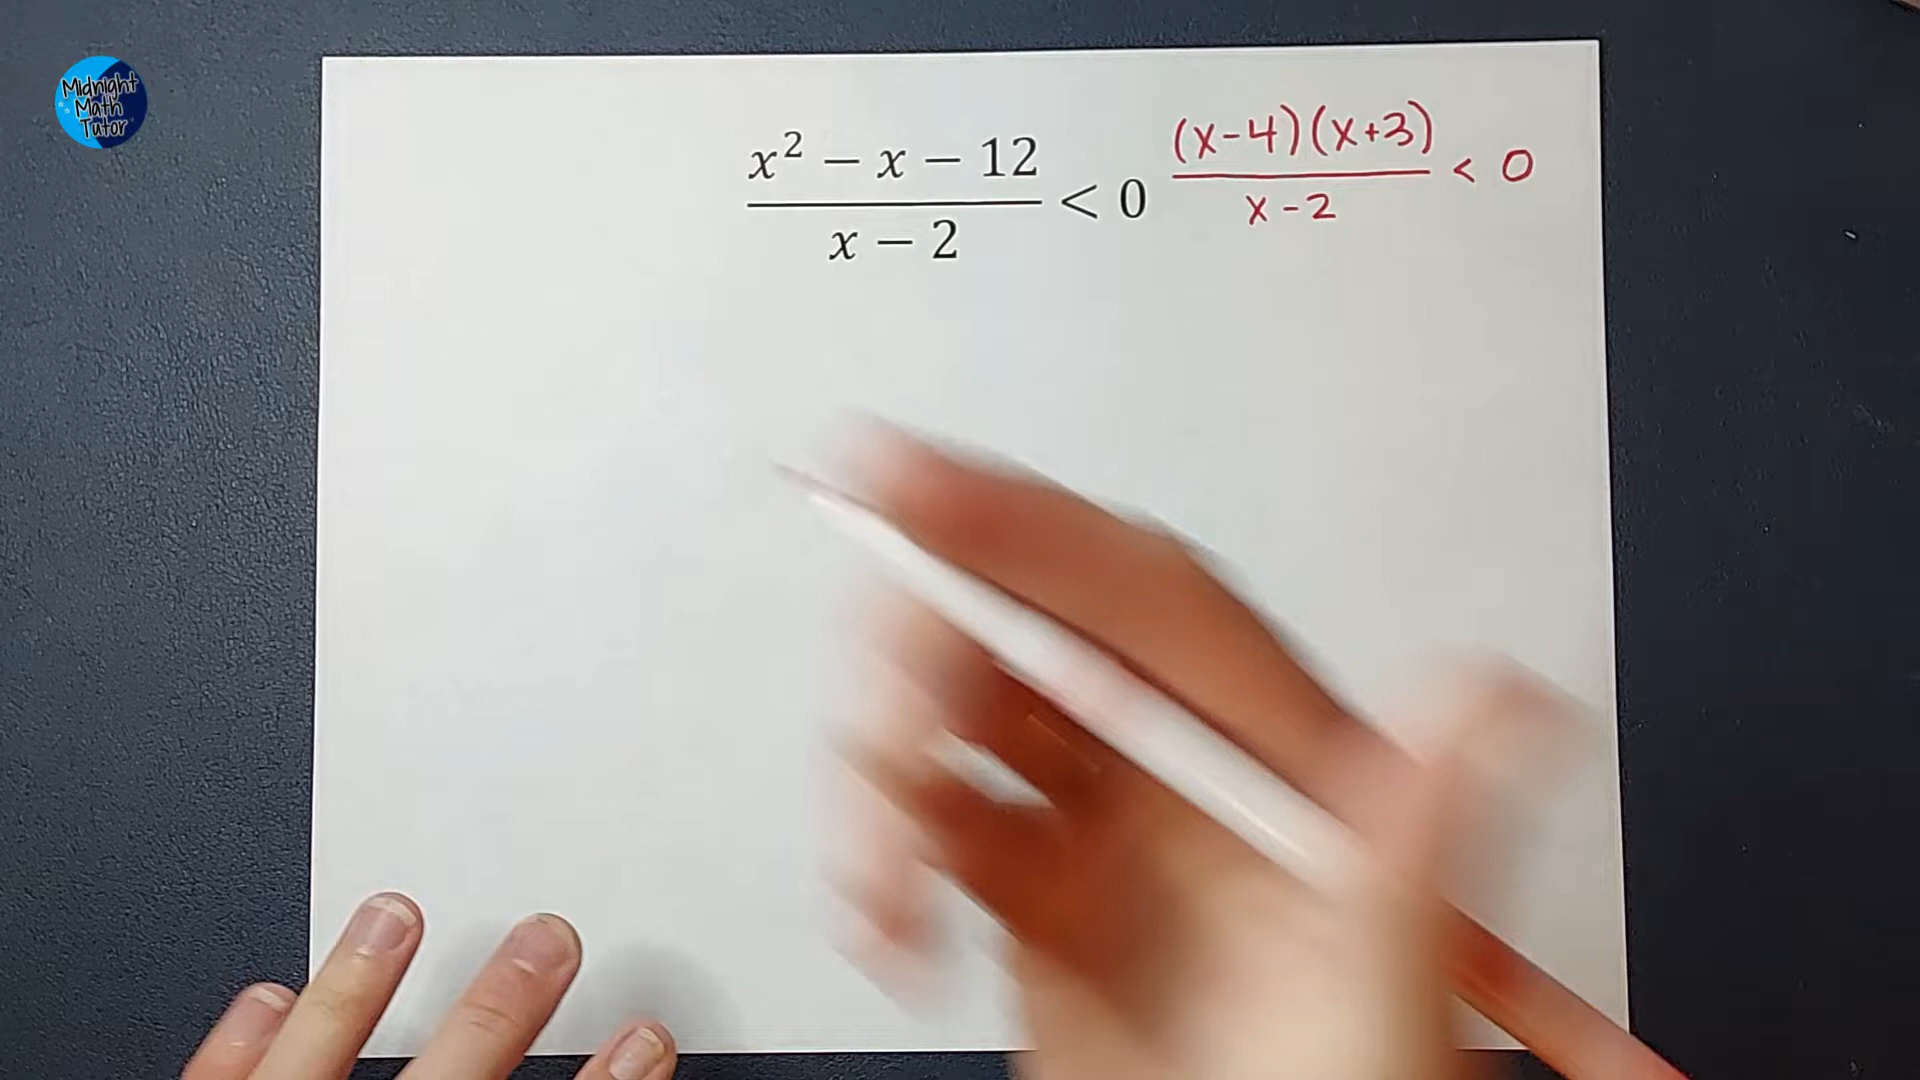 Midnight
Math
Tutor
x² − x − 12
x − 2
< 0
(x-4)(x+3)
x-2
< 0